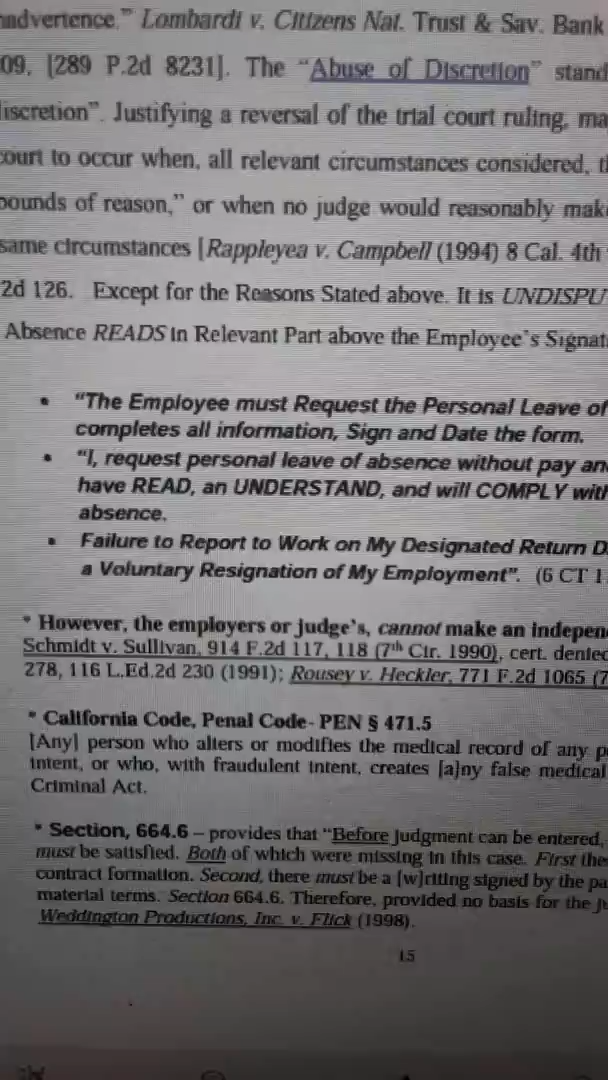 nadvertence." Lombardi v. Citizens Nat. Trust & Sav. Bank
09, [289 P.2d 8231]. The "Abuse of Discretion" stand
discretion". Justifying a reversal of the trial court ruling, ma
court to occur when, all relevant circumstances considered, t
bounds of reason," or when no judge would reasonably mak
same circumstances [Rappleyea v. Campbell (1994) 8 Cal. 4th
2d 126. Except for the Reasons Stated above. It is UNDISPU
Absence READS in Relevant Part above the Employee's Signat
• "The Employee must Request the Personal Leave of
completes all information, Sign and Date the form.
• "I, request personal leave of absence without pay an
have READ, an UNDERSTAND, and will COMPLY with
absence.
• Failure to Report to Work on My Designated Return D
a Voluntary Resignation of My Employment". (6 CT 1
* However, the employers or judge's, cannot make an indepen
Schmidt v. Sullivan, 914 F.2d 117, 118 (7th Cir. 1990), cert. denied
278, 116 L.Ed.2d 230 (1991); Rousey v. Heckler, 771 F.2d 1065 (7
* California Code, Penal Code- PEN § 471.5
[Any] person who alters or modifies the medical record of any p
intent, or who, with fraudulent intent, creates [a]ny false medical
Criminal Act.
* Section, 664.6 – provides that "Before Judgment can be entered,
must be satisfied. Both of which were missing in this case. First the
contract formation. Second, there must be a [w]riting signed by the pa
material terms. Section 664.6. Therefore, provided no basis for the ju
Weddington Productions, Inc. v. Flick (1998).
15